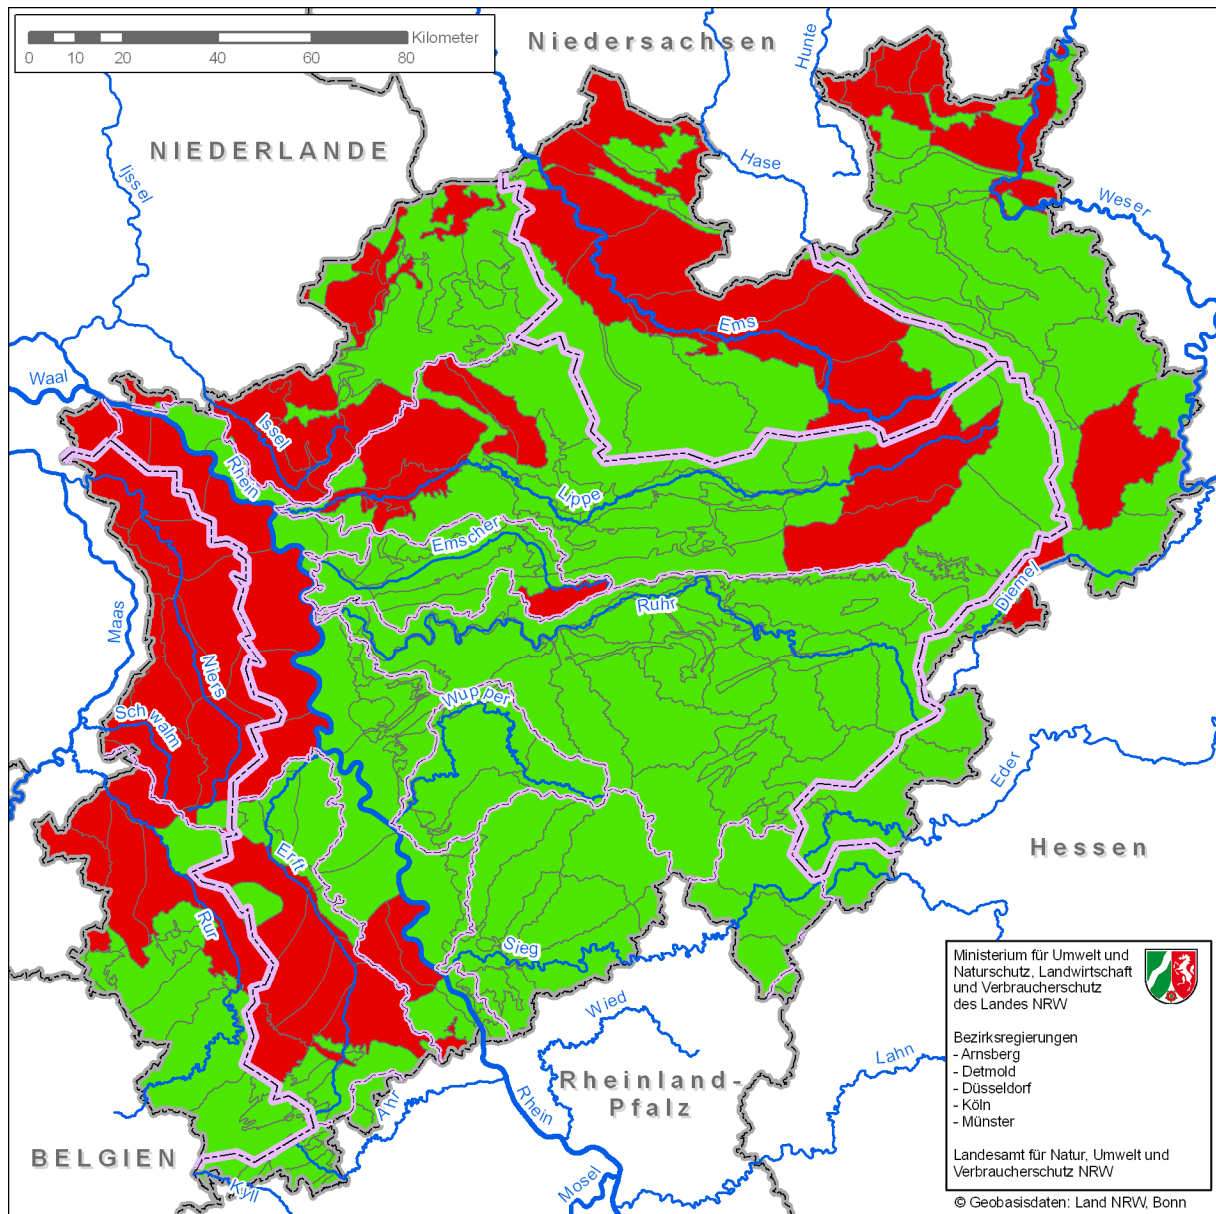 Kilometer
0 10 20 40 60 80
Niedersachsen
Hunte
NIEDERLANDE
Ijssel
Hase
Weser
Ems
Waal
Issel
Rhein
Lippe
Emscher
Ruhr
Diemel
Maas
Niers
Schwalm
Wupper
Eder
Hessen
Erft
Rur
Sieg
Wied
Lahn
Rheinland-
Pfalz
Rhein
Ahr
BELGIEN
Kyll
Mosel
Ministerium für Umwelt und
Naturschutz, Landwirtschaft
und Verbraucherschutz
des Landes NRW
Bezirksregierungen
- Arnsberg
- Detmold
- Düsseldorf
- Köln
- Münster
Landesamt für Natur, Umwelt und
Verbraucherschutz NRW
© Geobasisdaten: Land NRW, Bonn